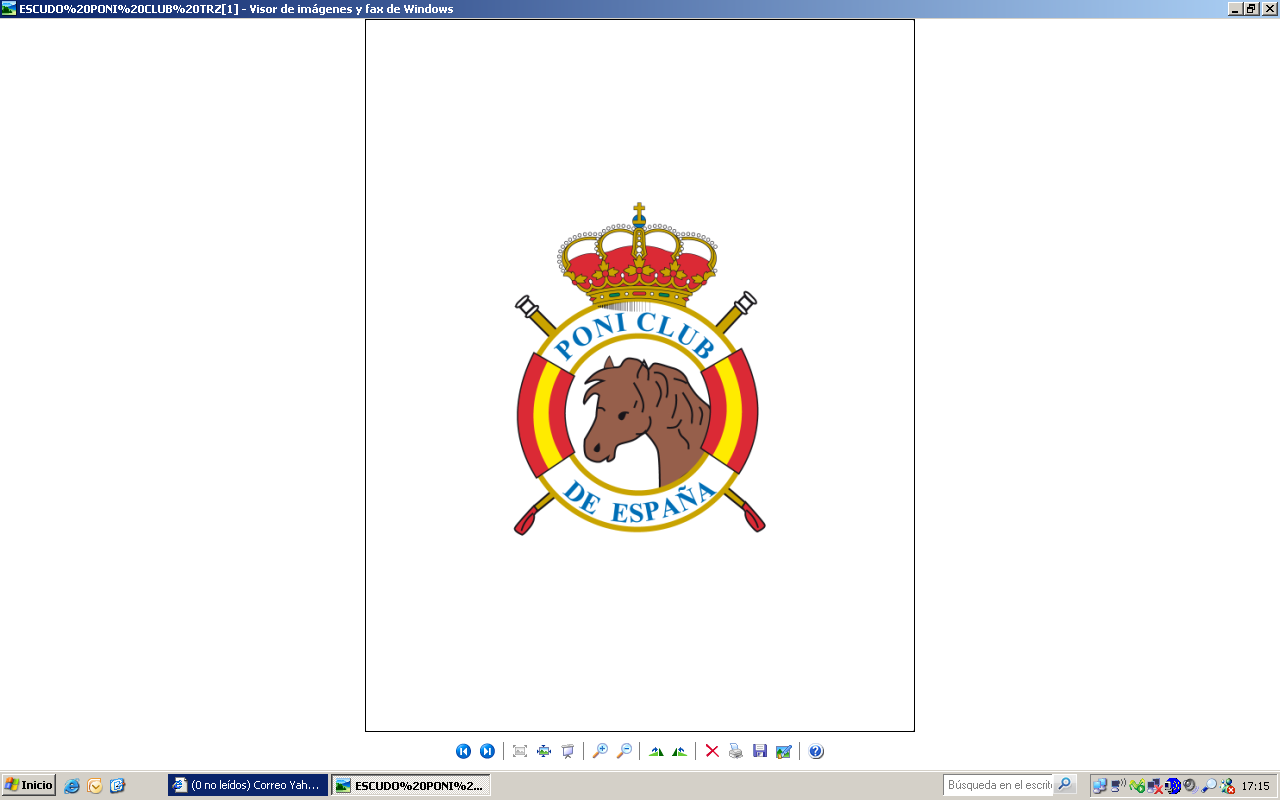 ESCUDO%20PONI%20CLUB%20TRZ[1] - Visor de imágenes y fax de Windows
PONI CLUB
DE ESPAÑA
Inicio
(0 no leídos) Correo Yah...
ESCUDO%20PONI%2...
Búsqueda en el escrit
17:15